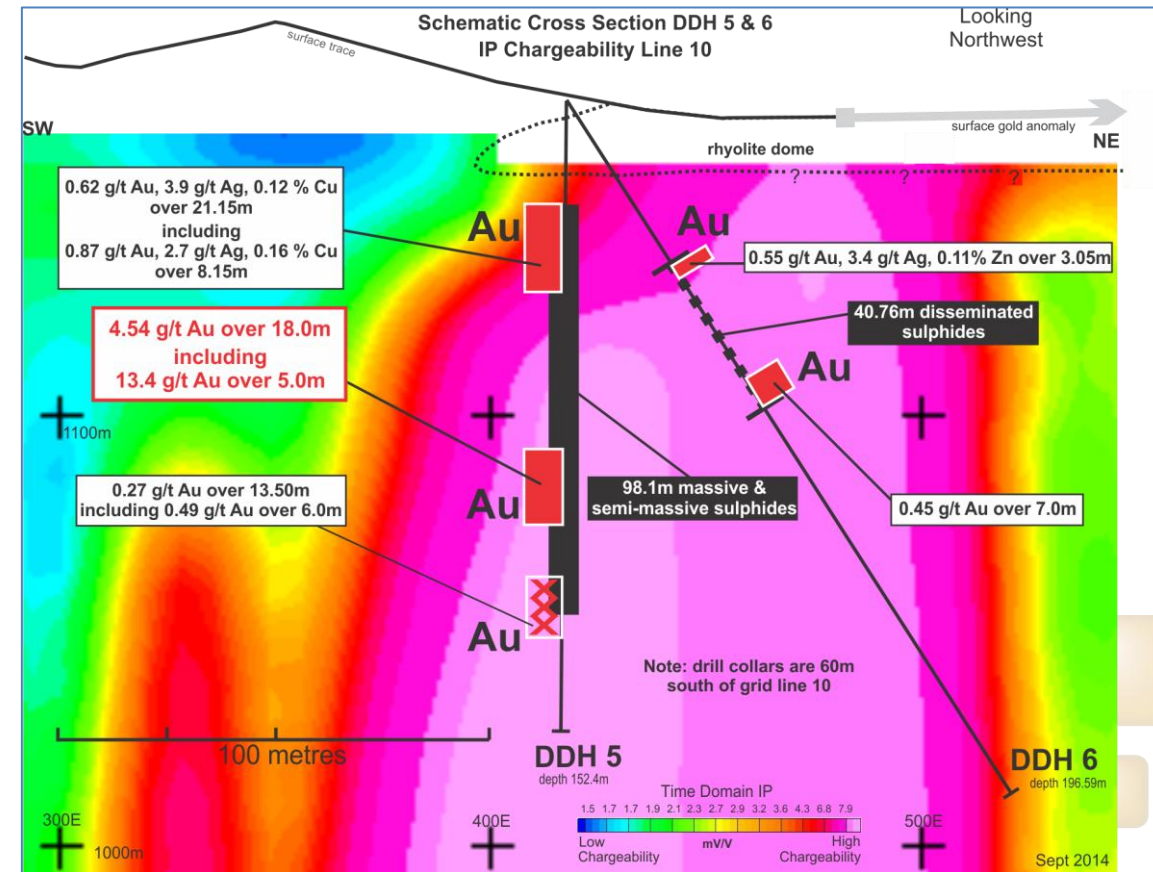 Schematic Cross Section DDH 5 & 6
IP Chargeability Line 10
Looking
Northwest
surface trace
SW
surface gold anomaly
NE
rhyolite dome
? ? ?
0.62 g/t Au, 3.9 g/t Ag, 0.12 % Cu
over 21.15m
including
0.87 g/t Au, 2.7 g/t Ag, 0.16 % Cu
over 8.15m
Au
Au
0.55 g/t Au, 3.4 g/t Ag, 0.11% Zn over 3.05m
40.76m disseminated
sulphides
4.54 g/t Au over 18.0m
including
13.4 g/t Au over 5.0m
Au
1100m
0.27 g/t Au over 13.50m
including 0.49 g/t Au over 6.0m
Au
98.1m massive &
semi-massive sulphides
0.45 g/t Au over 7.0m
Au
Note: drill collars are 60m
south of grid line 10
100 metres
DDH 5
depth 152.4m
DDH 6
depth 196.59m
Time Domain IP
1.5 1.7 1.7 1.9 2.1 2.3 2.7 2.9 3.2 3.6 4.3 6.8 7.9
Low
Chargeability
mV/V
High
Chargeability
300E
400E
500E
1000m
Sept 2014